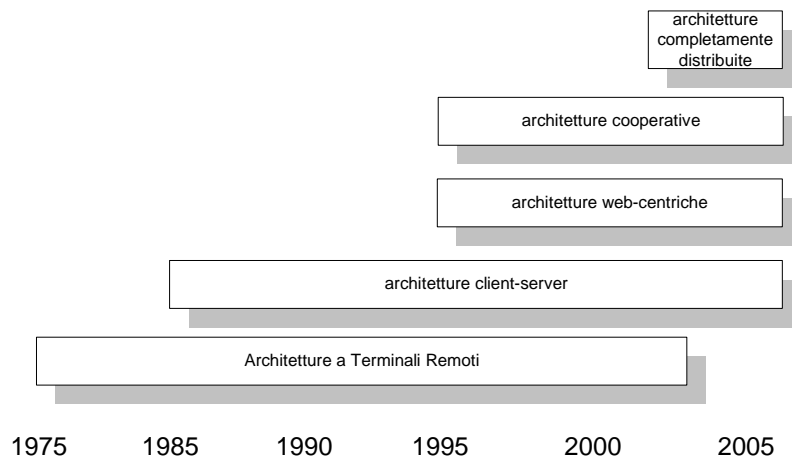 architetture
completamente
distribuite
architetture cooperative
architetture web-centriche
architetture client-server
Architetture a Terminali Remoti
1975 1985 1990 1995 2000 2005